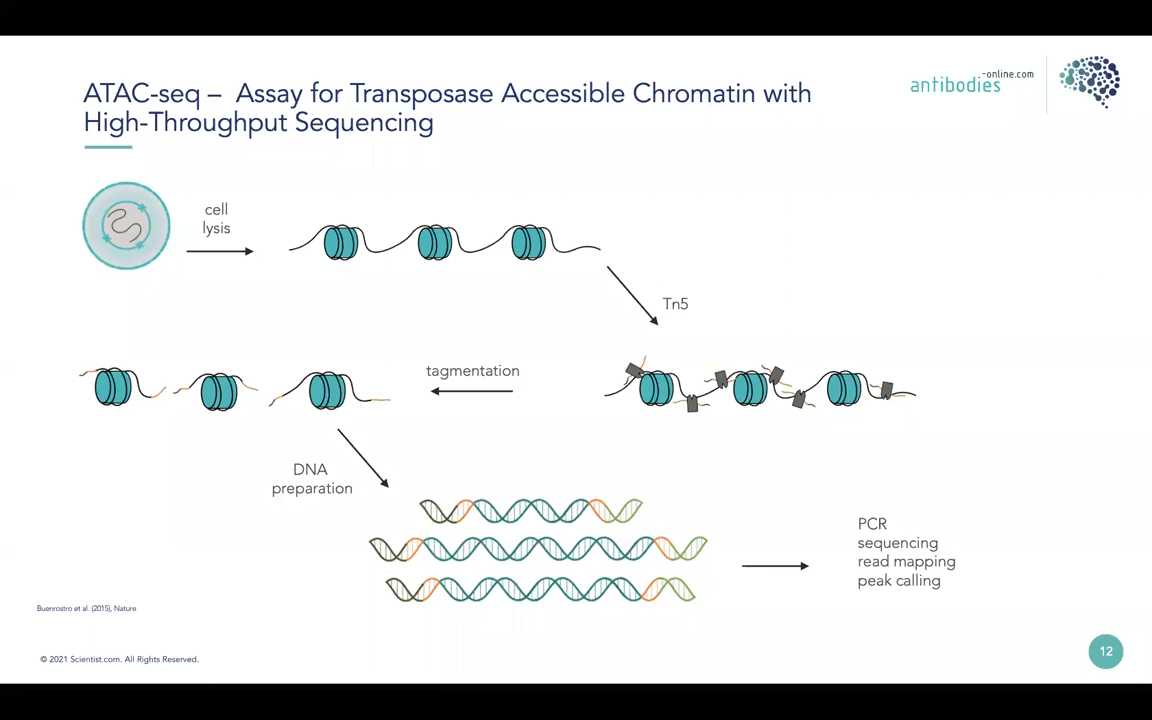 ATAC-seq – Assay for Transposase Accessible Chromatin with
High-Throughput Sequencing
antibodies
-online.com
cell
lysis
Tn5
tagmentation
DNA
preparation
PCR
sequencing
read mapping
peak calling
Buenrostro et al. (2015), Nature
© 2021 Scientist.com. All Rights Reserved.
12